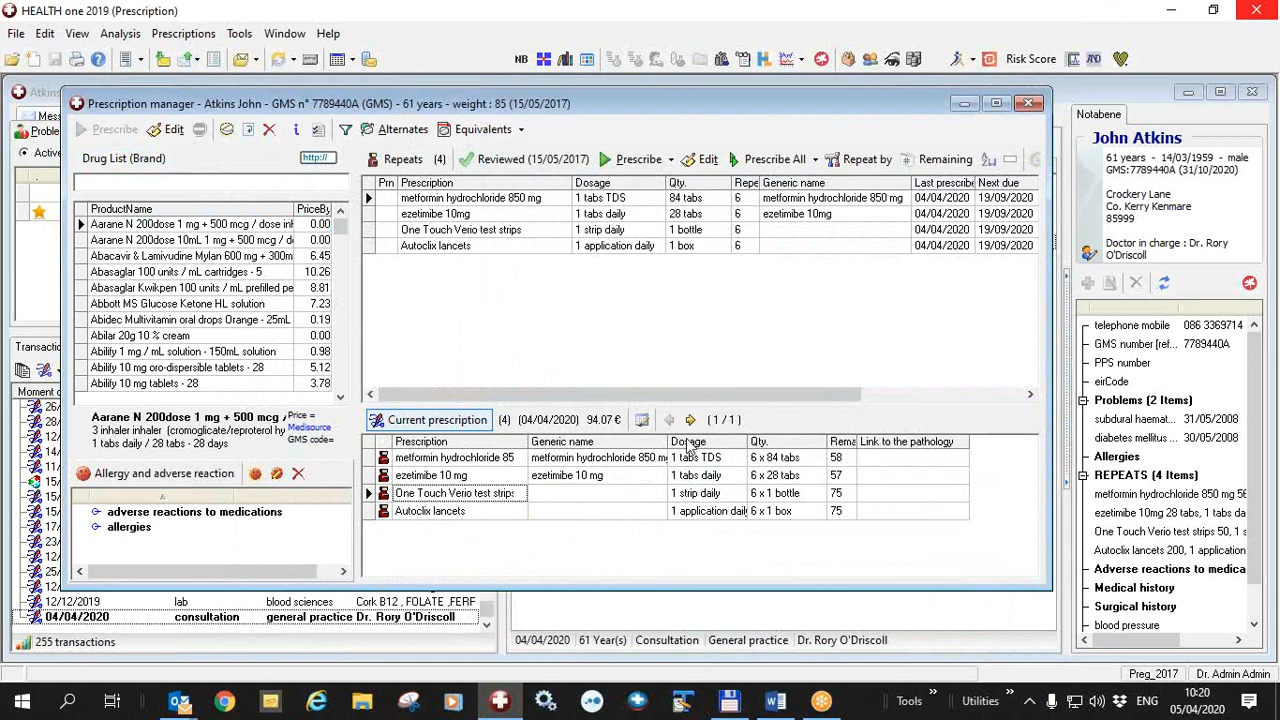 HEALTH one 2019 (Prescription)
File Edit View Analysis Prescriptions Tools Window Help
NB Risk Score
Prescription manager - Atkins John - GMS n° 7789440A (GMS) - 61 years - weight : 85 (15/05/2017)
Prescribe Edit Alternates Equivalents
Drug List (Brand) http://
ProductName PriceBy
Aarane N 200dose 1 mg + 500 mcg / dose inh 0.00
Aarane N 200dose 10mL 1 mg + 500 mcg / d 0.00
Abacavir & Lamivudine Mylan 600 mg + 300m 6.45
Abasaglar 100 units / mL cartridges - 5 10.26
Abasaglar Kwikpen 100 units / mL prefilled pe 8.81
Abbott MS Glucose Ketone HL solution 7.23
Abidec Multivitamin oral drops Orange - 25mL 0.19
Abilar 20g 10 % cream 0.00
Abilify 1 mg / mL solution - 150mL solution 0.98
Abilify 10 mg oro-dispersible tablets - 28 5.12
Abilify 10 mg tablets - 28 3.78
Aarane N 200dose 1 mg + 500 mcg / Price =
3 inhaler inhaler (cromoglicate/reproterol hy Medisource
1 tabs daily / 28 tabs - 28 days GMS code=
Allergy and adverse reaction
adverse reactions to medications
allergies
Repeats (4) Reviewed (15/05/2017) Prescribe Edit Prescribe All Repeat by Remaining
Prn Prescription Dosage Qty. Repe Generic name Last prescribe Next due
metformin hydrochloride 850 mg 1 tabs TDS 84 tabs 6 metformin hydrochloride 850 mg 04/04/2020 19/09/2020
ezetimibe 10mg 1 tabs daily 28 tabs 6 ezetimibe 10mg 04/04/2020 19/09/2020
One Touch Verio test strips 1 strip daily 1 bottle 6 04/04/2020 19/09/2020
Autoclix lancets 1 application daily 1 box 6 04/04/2020 19/09/2020
Current prescription (4) (04/04/2020) 94.07 € ( 1 / 1 )
Prescription Generic name Dosage Qty. Rema Link to the pathology
metformin hydrochloride 85 metformin hydrochloride 850 mg 1 tabs TDS 6 x 84 tabs 58
ezetimibe 10 mg ezetimibe 10 mg 1 tabs daily 6 x 28 tabs 57
One Touch Verio test strips 1 strip daily 6 x 1 bottle 75
Autoclix lancets 1 application daily 6 x 1 box 75
Atkins
Mess
Proble
Active
Transactio
Moment o
26/
12/12/2019 lab blood sciences Cork B12 , FOLATE ,FERF
04/04/2020 consultation general practice Dr. Rory O'Driscoll
255 transactions
04/04/2020 61 Year(s) Consultation General practice Dr. Rory O'Driscoll
Notabene
John Atkins
61 years - 14/03/1959 - male
GMS:7789440A (31/10/2020)
Crockery Lane
Co. Kerry Kenmare
85999
Doctor in charge : Dr. Rory
O'Driscoll
telephone mobile 086 3369714
GMS number [ref... 7789440A
PPS number
eirCode
Problems (2 Items)
subdural haemat... 31/05/2008
diabetes mellitus ... 31/05/2008
Allergies
REPEATS (4 Items)
metformin hydrochloride 850 mg 56
ezetimibe 10mg 28 tabs, 1 tabs da
One Touch Verio test strips 50, 1 s
Autoclix lancets 200, 1 application
Adverse reactions to medica
Medical history
Surgical history
blood pressure
Preg_2017 Dr. Admin Admin
Tools Utilities ENG 10:20
05/04/2020